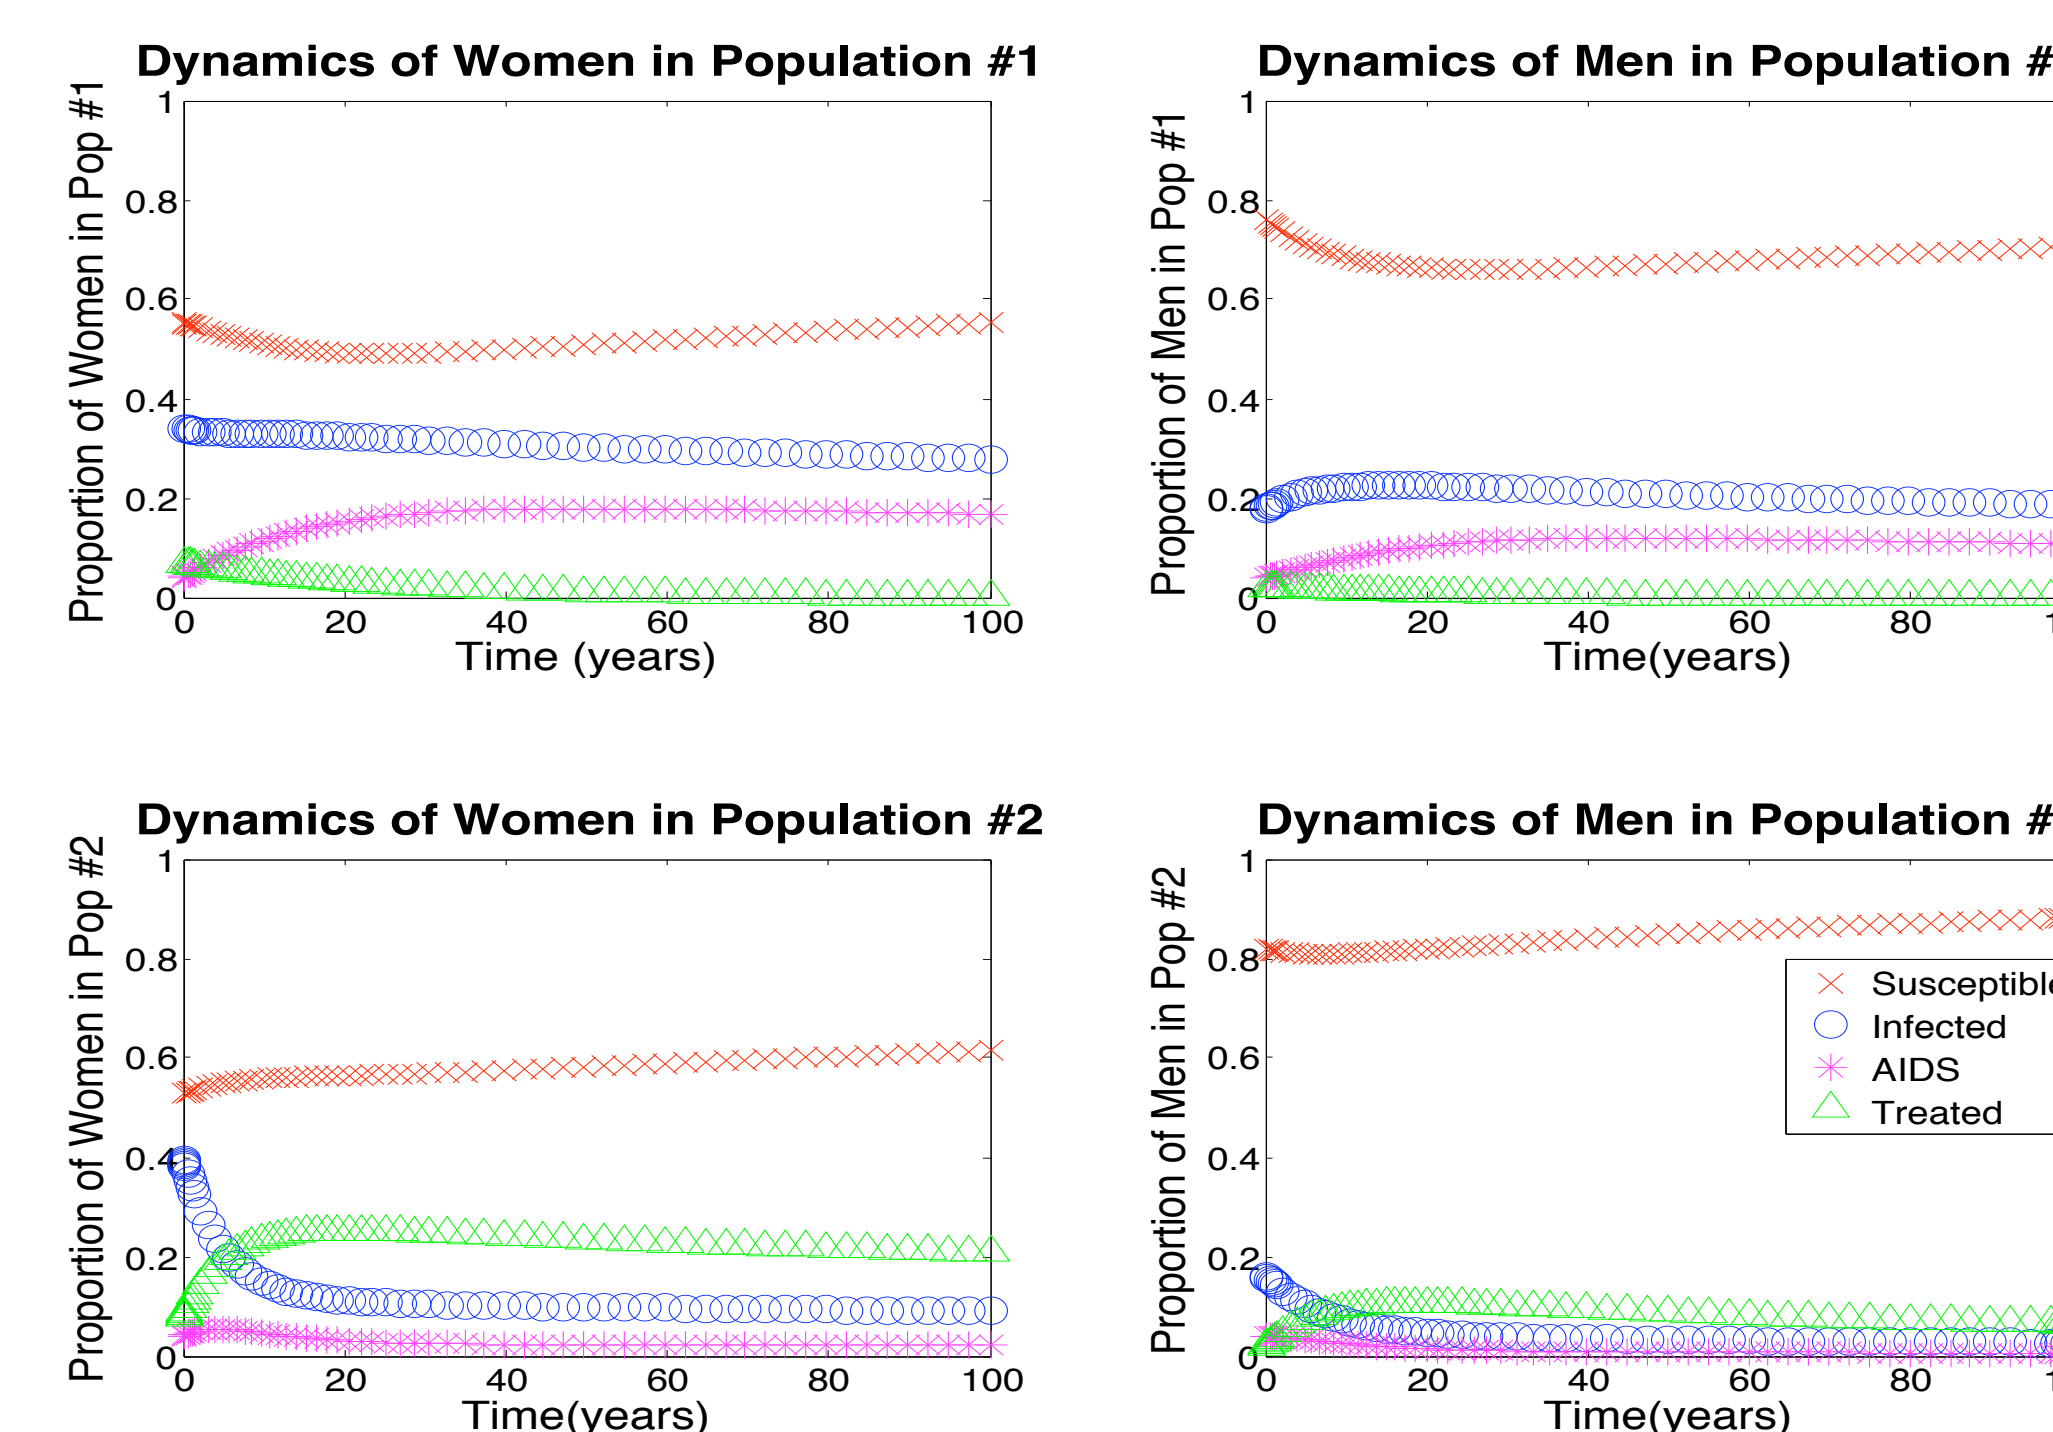 Dynamics of Women in Population #1
Proportion of Women in Pop #1
1
0.8
0.6
0.4
0.2
0
0 20 40 60 80 100
Time (years)
Dynamics of Men in Population #
Proportion of Men in Pop #1
1
0.8
0.6
0.4
0.2
0
0 20 40 60 80 1
Time(years)
Dynamics of Women in Population #2
Proportion of Women in Pop #2
1
0.8
0.6
0.4
0.2
0
0 20 40 60 80 100
Time(years)
Dynamics of Men in Population #
Proportion of Men in Pop #2
1
0.8
0.6
0.4
0.2
0
0 20 40 60 80 1
Time(years)
Susceptible
Infected
AIDS
Treated